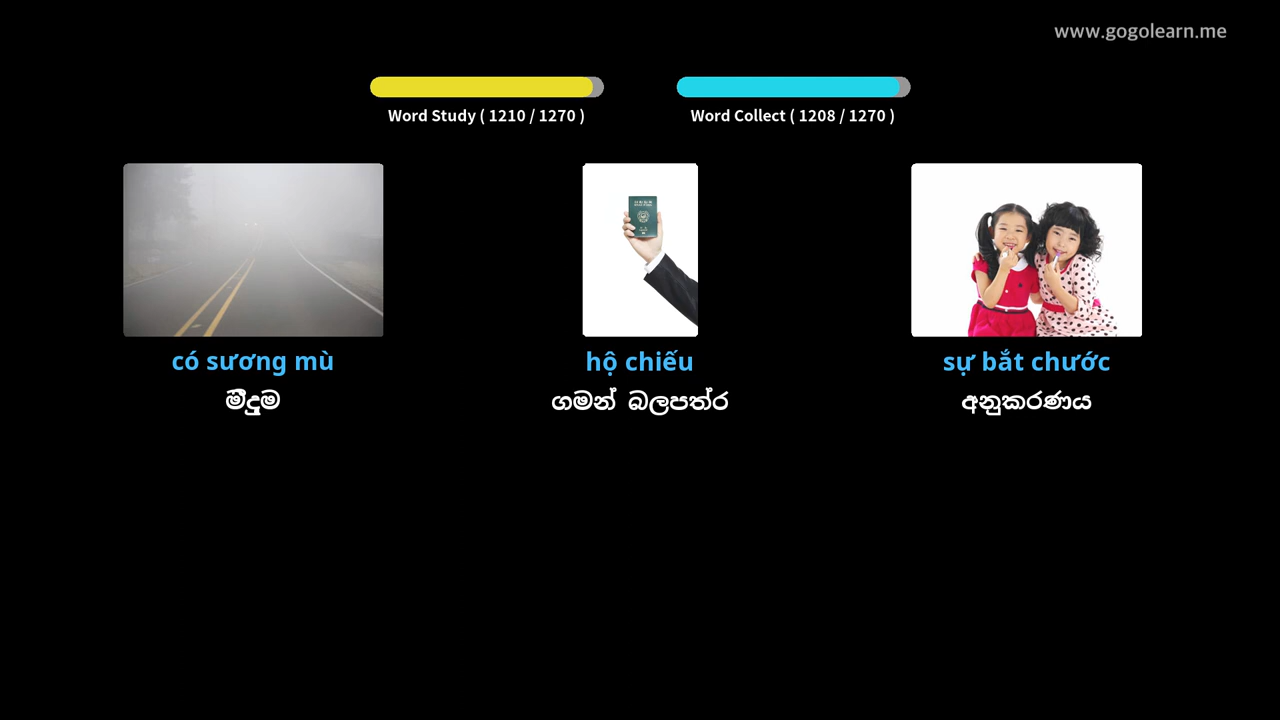 www.gogolearn.me
Word Study ( 1210 / 1270 )
Word Collect ( 1208 / 1270 )
có sương mù
hộ chiếu
sự bắt chước
මීදුම
ගමන් බලපත්ර
අනුකරණය